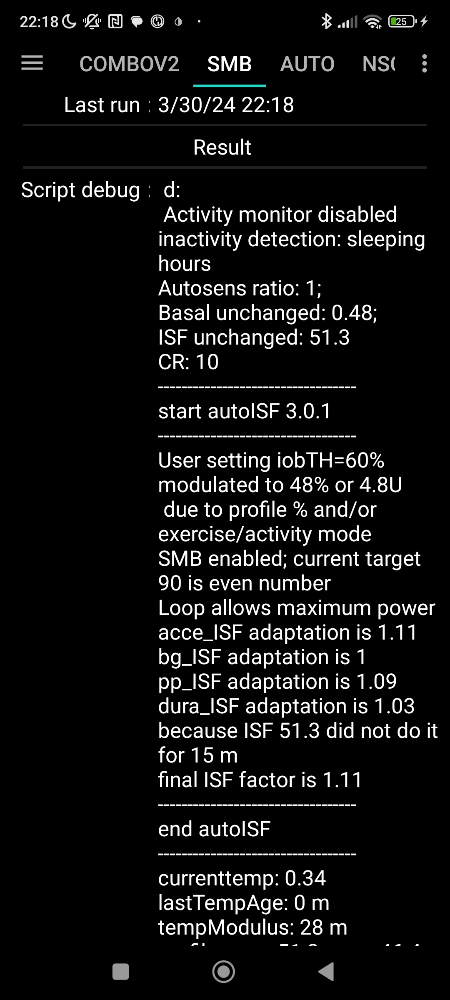 22:18
25
COMBOV2 SMB AUTO
Last run : 3/30/24 22:18
Result
Script debug : d:
Activity monitor disabled
inactivity detection: sleeping
hours
Autosens ratio: 1;
Basal unchanged: 0.48;
ISF unchanged: 51.3
CR: 10
----------------------------------
start autoISF 3.0.1
----------------------------------
User setting iobTH=60%
modulated to 48% or 4.8U
due to profile % and/or
exercise/activity mode
SMB enabled; current target
90 is even number
Loop allows maximum power
acce_ISF adaptation is 1.11
bg_ISF adaptation is 1
pp_ISF adaptation is 1.09
dura_ISF adaptation is 1.03
because ISF 51.3 did not do it
for 15 m
final ISF factor is 1.11
----------------------------------
end autoISF
----------------------------------
currenttemp: 0.34
lastTempAge: 0 m
tempModulus: 28 m